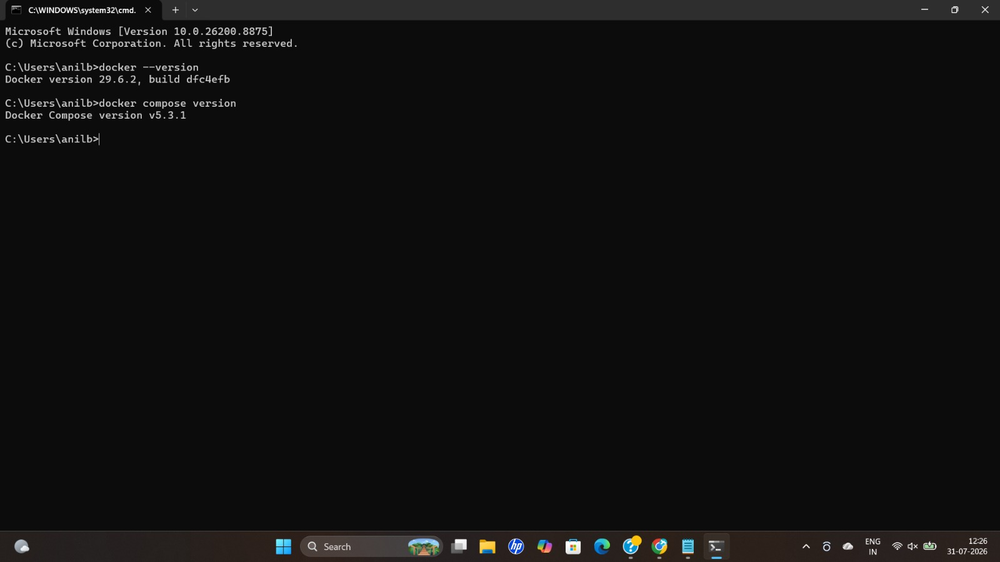 C:\WINDOWS\system32\cmd.
Microsoft Windows [Version 10.0.26200.8875]
(c) Microsoft Corporation. All rights reserved.
C:\Users\anilb>docker --version
Docker version 29.6.2, build dfc4efb
C:\Users\anilb>docker compose version
Docker Compose version v5.3.1
C:\Users\anilb>
Search
hp
ENG
IN
12:26
31-07-2026